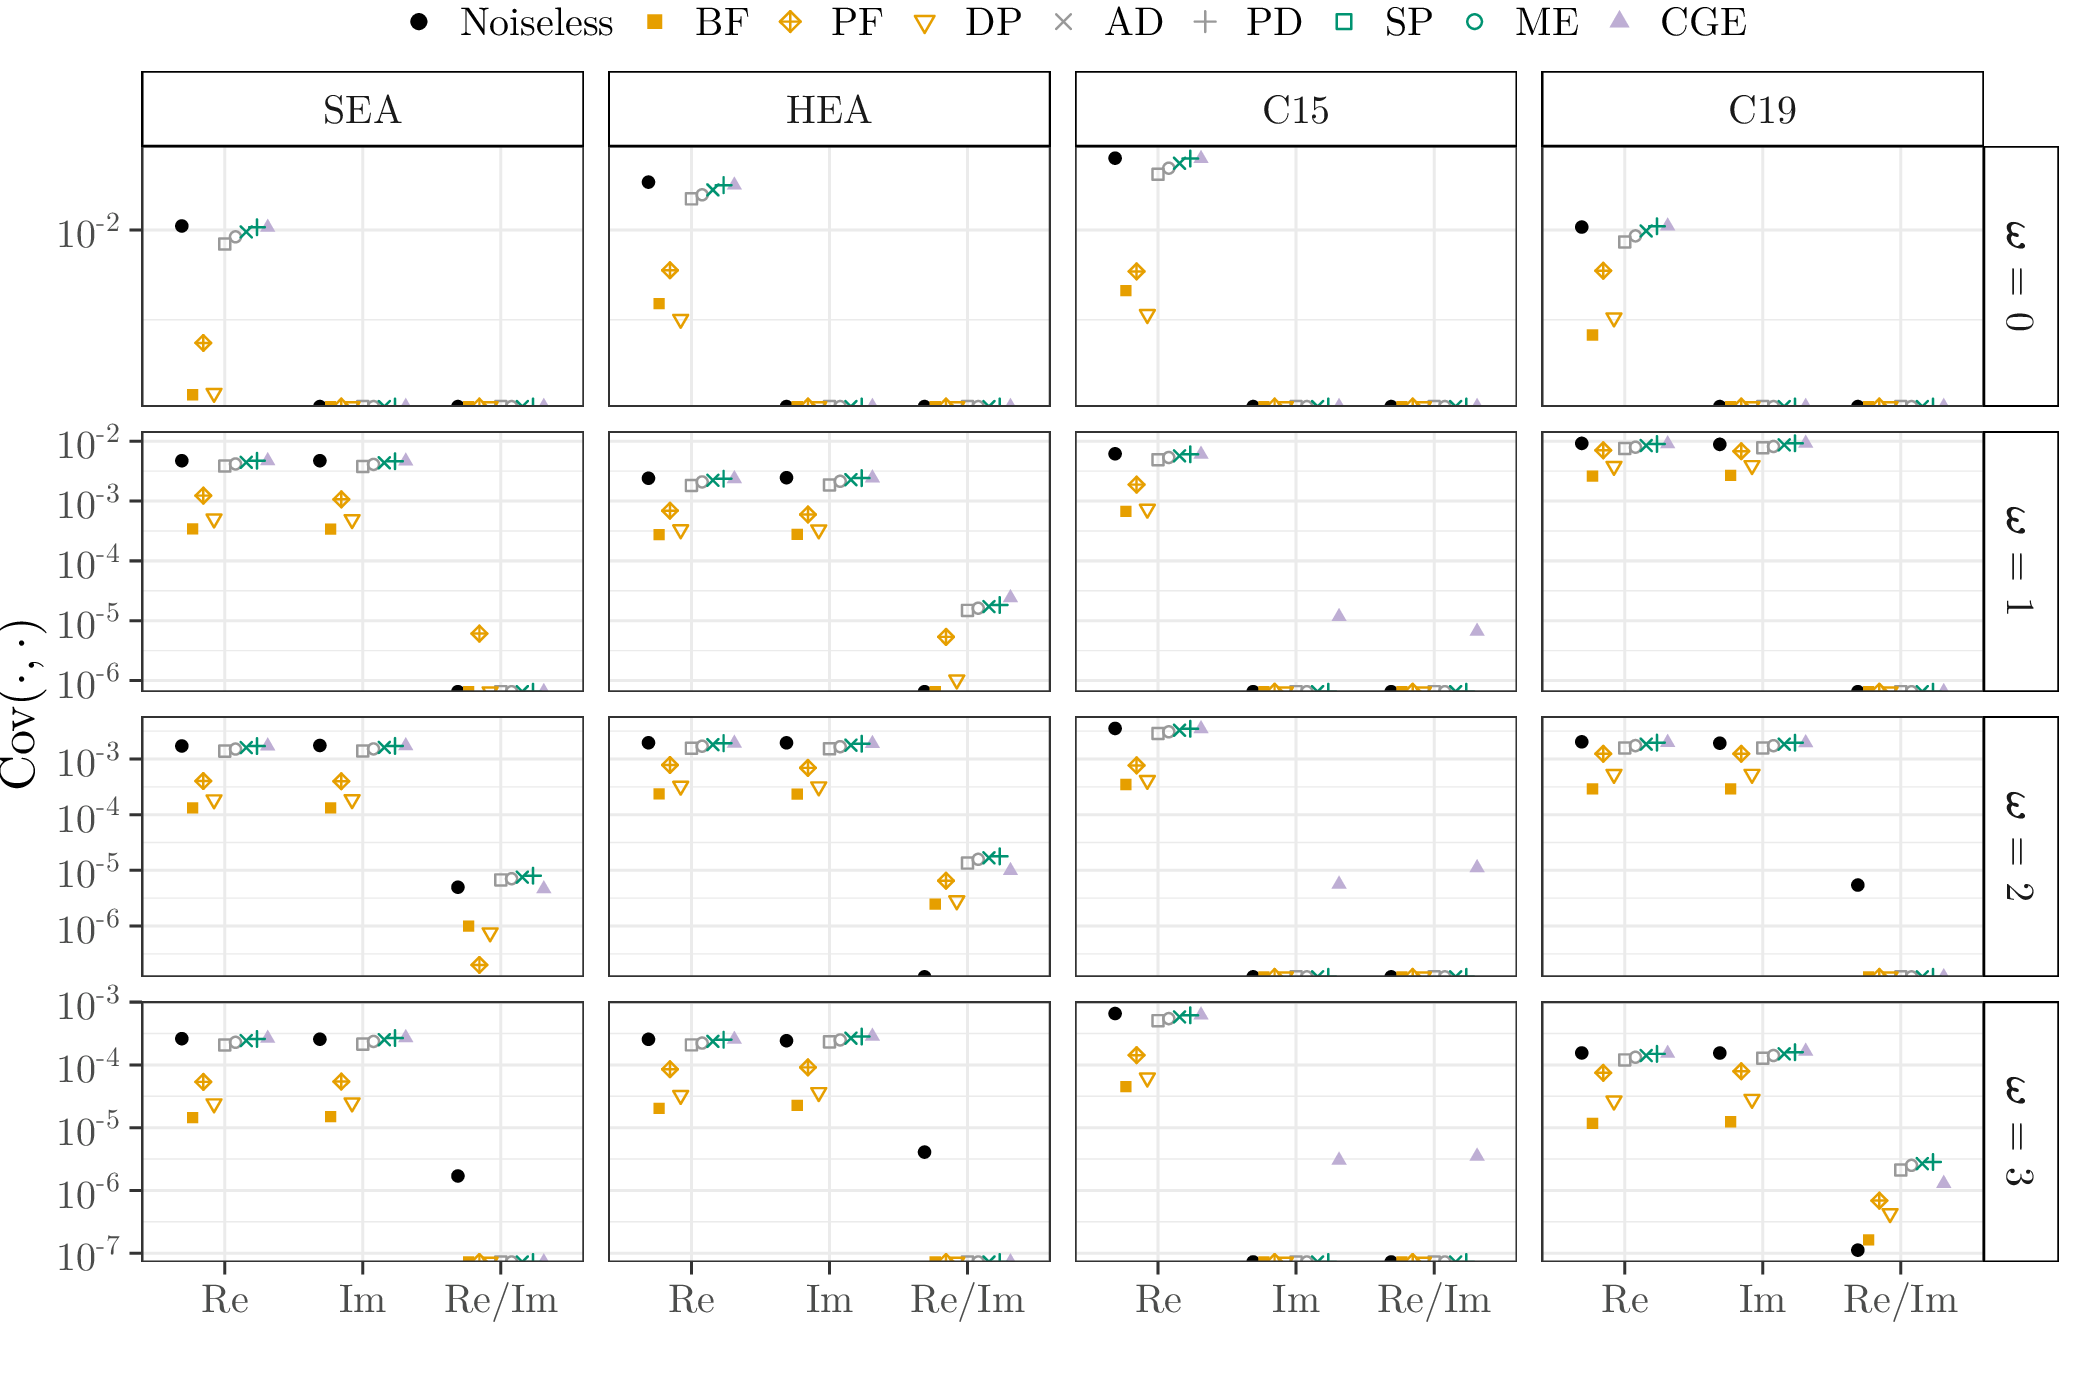 Noiseless BF PF DP AD PD SP ME CGE
SEA HEA C15 C19
10-2
ε = 0
10-2
10-3
10-4
10-5
10-6
ε = 1
Cov(·, ·)
10-3
10-4
10-5
10-6
ε = 2
10-3
10-4
10-5
10-6
10-7
ε = 3
Re Im Re/Im Re Im Re/Im Re Im Re/Im Re Im Re/Im